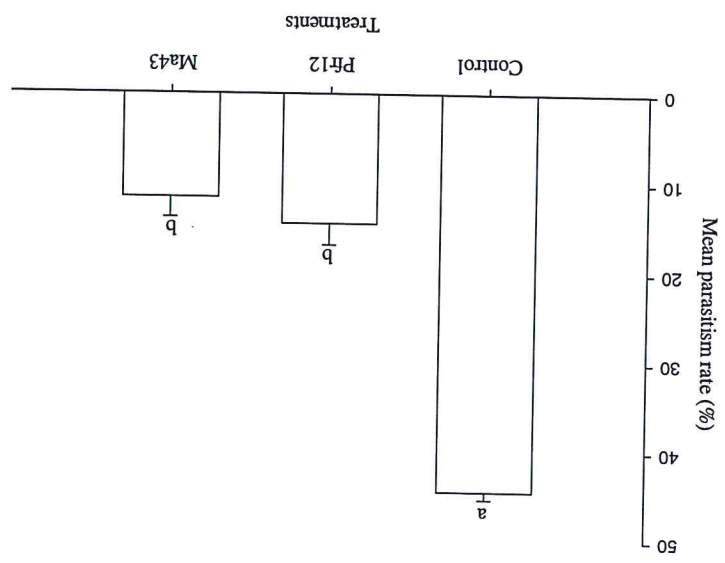 Mean parasitism rate (%)
50
40
30
20
10
0
a
b
b
Control
Pfr12
Ma43
Treatments